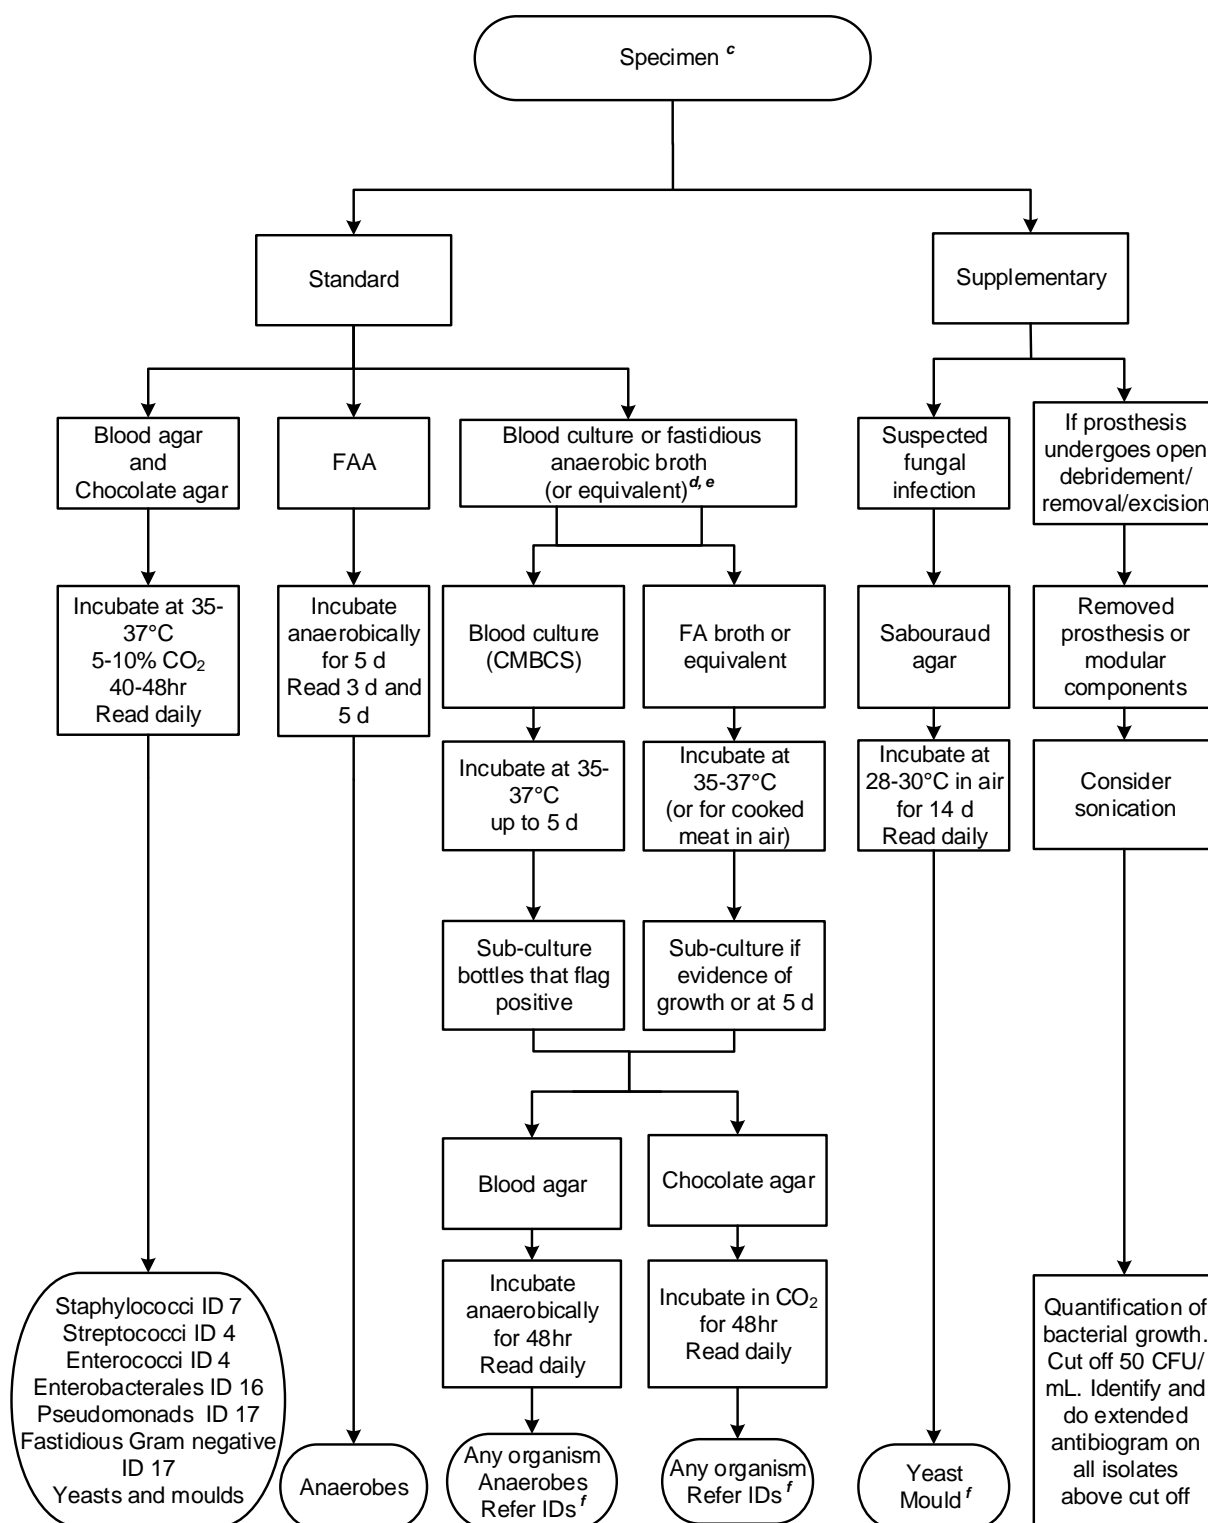 Specimen c
Standard
Supplementary
Blood agar
and
Chocolate agar
FAA
Blood culture or fastidious
anaerobic broth
(or equivalent)d, e
Suspected
fungal
infection
If prosthesis
undergoes open
debridement/
removal/excision
Incubate at 35-
37°C
5-10% CO2
40-48hr
Read daily
Incubate
anaerobically
for 5 d
Read 3 d and
5 d
Blood culture
(CMBCS)
FA broth or
equivalent
Sabouraud
agar
Removed
prosthesis or
modular
components
Incubate at 35-
37°C
up to 5 d
Incubate at
35-37°C
(or for cooked
meat in air)
Incubate at
28-30°C in air
for 14 d
Read daily
Consider
sonication
Sub-culture
bottles that flag
positive
Sub-culture if
evidence of
growth or at 5 d
Blood agar
Chocolate agar
Incubate
anaerobically
for 48hr
Read daily
Incubate in CO2
for 48hr
Read daily
Staphylococci ID 7
Streptococci ID 4
Enterococci ID 4
Enterobacterales ID 16
Pseudomonads ID 17
Fastidious Gram negative
ID 17
Yeasts and moulds
Anaerobes
Any organism
Anaerobes
Refer IDs f
Any organism
Refer IDs f
Yeast
Mould f
Quantification of
bacterial growth.
Cut off 50 CFU/
mL. Identify and
do extended
antibiogram on
all isolates
above cut off